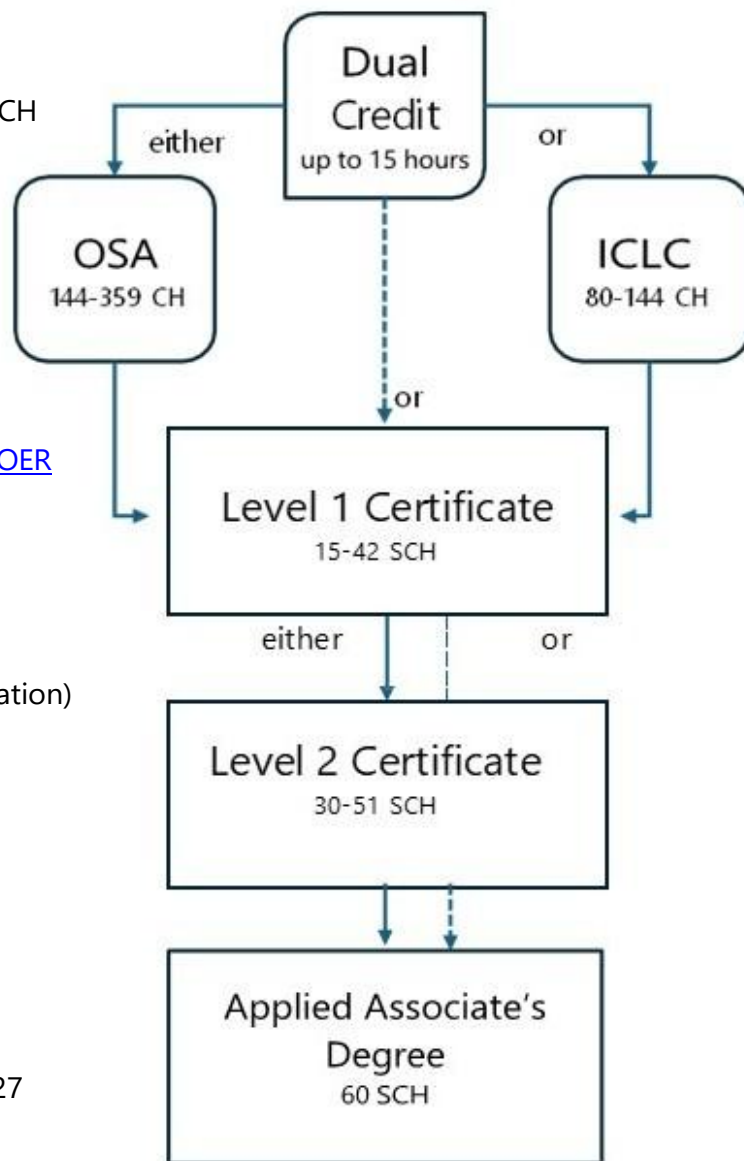 Dual
Credit
up to 15 hours
CH
either
or
OSA
144-359 CH
ICLC
80-144 CH
or
OER
Level 1 Certificate
15-42 SCH
either
or
ation)
Level 2 Certificate
30-51 SCH
Applied Associate's
Degree
60 SCH
27